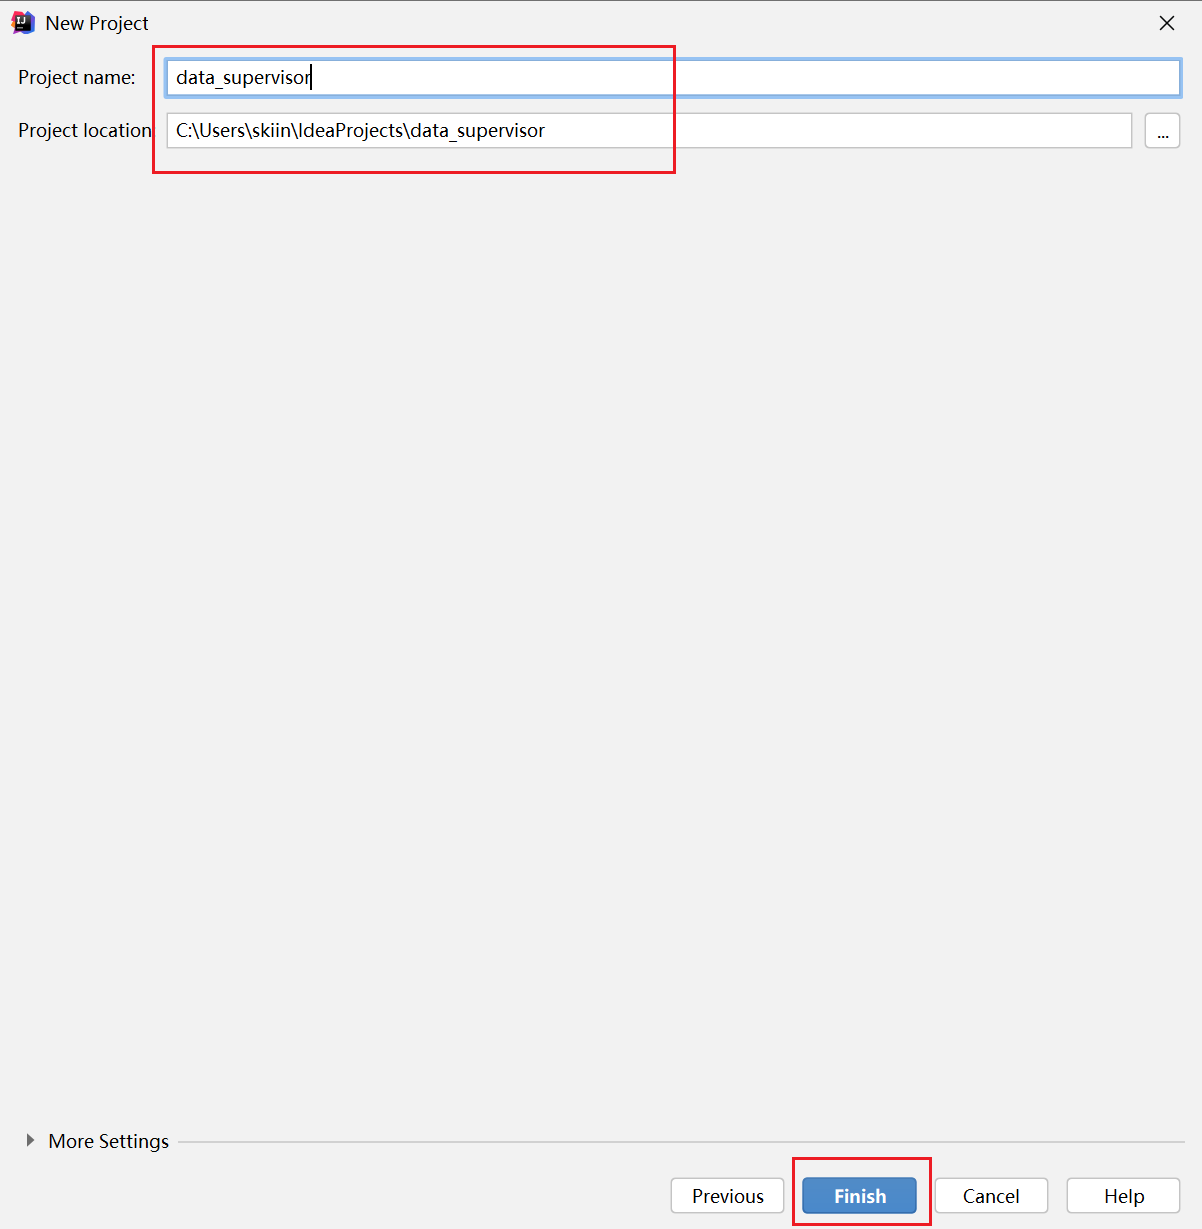 New Project
Project name: data_supervisor
Project location C:\Users\skiin\IdeaProjects\data_supervisor ...
More Settings
Previous Finish Cancel Help